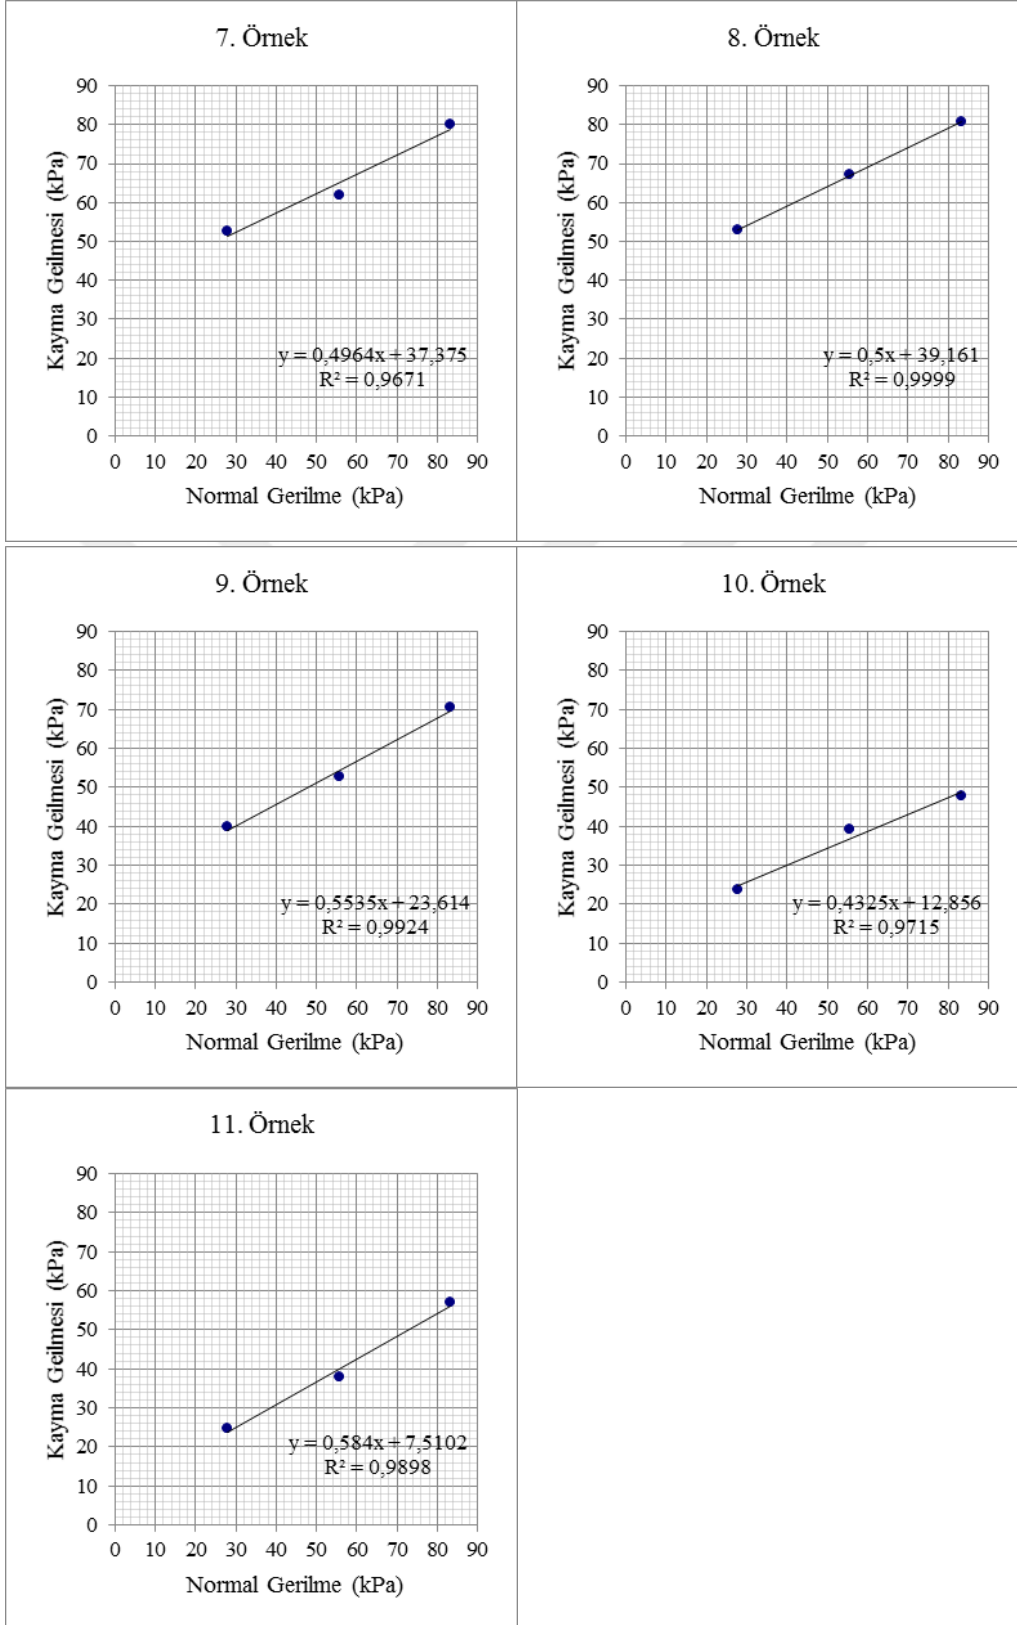 7. Örnek
90
80
70
60
50
40
30
20
10
0
Kayma Geilmesi (kPa)
y = 0,4964x + 37,375
R² = 0,9671
0 10 20 30 40 50 60 70 80 90
Normal Gerilme (kPa)
8. Örnek
90
80
70
60
50
40
30
20
10
0
Kayma Geilmesi (kPa)
y = 0,5x + 39,161
R² = 0,9999
0 10 20 30 40 50 60 70 80 90
Normal Gerilme (kPa)
9. Örnek
90
80
70
60
50
40
30
20
10
0
Kayma Geilmesi (kPa)
y = 0,5535x + 23,614
R² = 0,9924
0 10 20 30 40 50 60 70 80 90
Normal Gerilme (kPa)
10. Örnek
90
80
70
60
50
40
30
20
10
0
Kayma Geilmesi (kPa)
y = 0,4325x + 12,856
R² = 0,9715
0 10 20 30 40 50 60 70 80 90
Normal Gerilme (kPa)
11. Örnek
90
80
70
60
50
40
30
20
10
0
Kayma Geilmesi (kPa)
y = 0,584x + 7,5102
R² = 0,9898
0 10 20 30 40 50 60 70 80 90
Normal Gerilme (kPa)